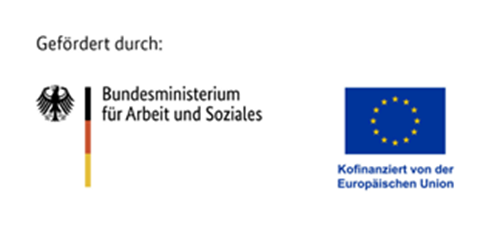 Gefördert durch:
Bundesministerium
für Arbeit und Soziales
Kofinanziert von der
Europäischen Union